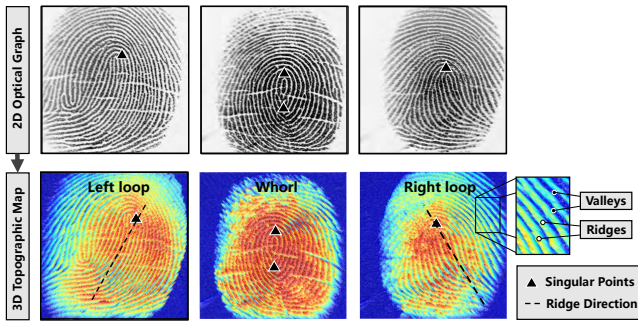 2D Optical Graph
3D Topographic Map
Left loop
Whorl
Right loop
Valleys
Ridges
Singular Points
Ridge Direction